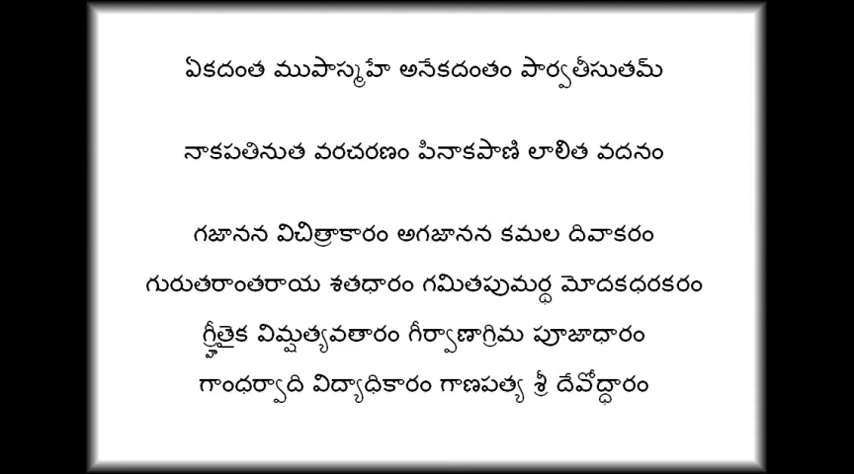 ఏకదంత ముపాస్మహే అనేకదంతం పార్వతీసుతమ్
నాకపతినుత వరచరణం పినాకపాణి లాలిత వదనం
గజానన విచిత్రాకారం అగజానన కమల దివాకరం
గురుతరాంతరాయ శతధారం గమితపుమర్థ మోదకధరకరం
గ్ర్హీతైక విమ్షత్యవతారం గీర్వాణాగ్రిమ పూజాధారం
గాంధర్వాది విద్యాధికారం గాణపత్య శ్రీ దేవోద్ధారం